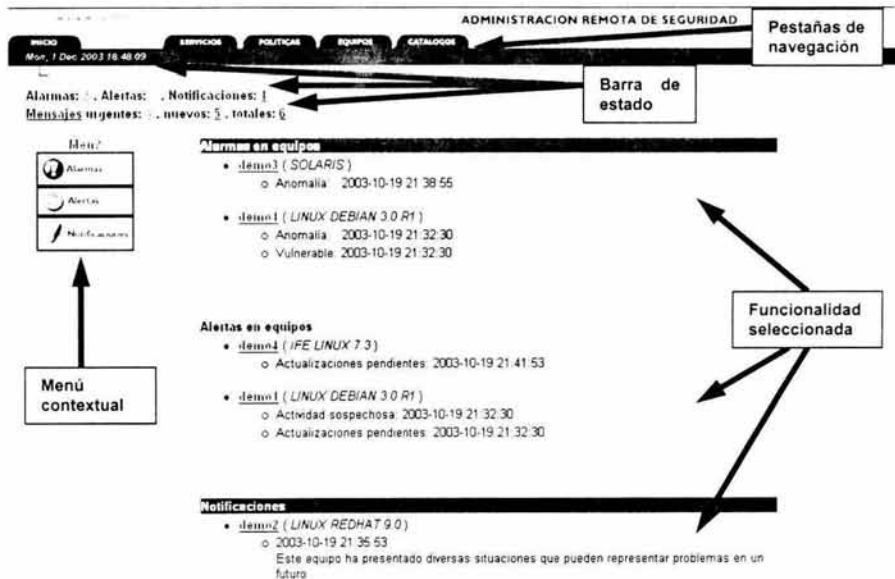 ADMINISTRACION REMOTA DE SEGURIDAD
Pestañas de
navegación
INICIO SERVICIOS POLITICAS EQUIPOS CATALOGOS
Mon, 1 Dec 2003 18:48:09
Barra de
estado
Alarmas: , Alertas: , Notificaciones: 1
Mensajes urgentes: , nuevos: 5 , totales: 6
Alarmas
Alertas
Notificaciones
Menú
contextual
Alarmas en equipos
demo3 ( SOLARIS )
Anomalía: 2003-10-19 21:38:55
demo1 ( LINUX DEBIAN 3.0 R1 )
Anomalía: 2003-10-19 21:32:30
Vulnerable: 2003-10-19 21:32:30
Funcionalidad
seleccionada
Alertas en equipos
demo4 ( IFE LINUX 7.3 )
Actualizaciones pendientes: 2003-10-19 21:41:53
demo1 ( LINUX DEBIAN 3.0 R1 )
Actividad sospechosa: 2003-10-19 21:32:30
Actualizaciones pendientes: 2003-10-19 21:32:30
Notificaciones
demo2 ( LINUX REDHAT 9.0 )
2003-10-19 21:35:53
Este equipo ha presentado diversas situaciones que pueden representar problemas en un
futuro